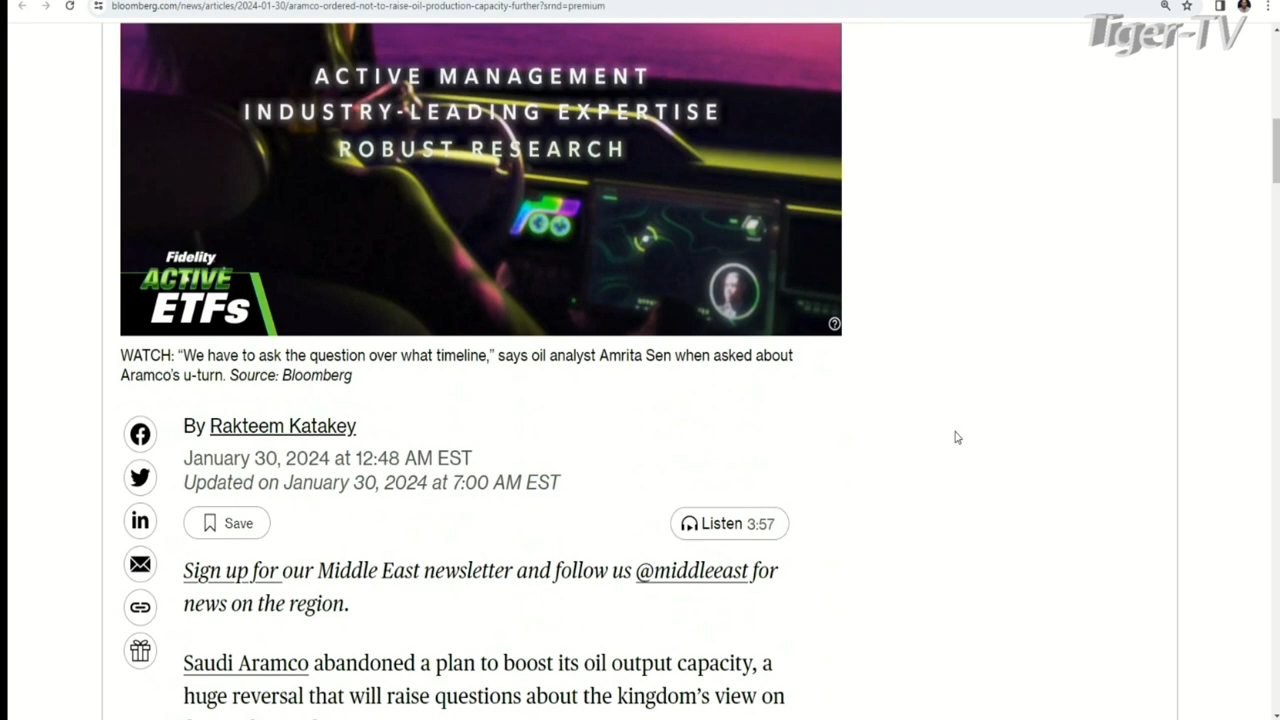 bloomberg.com/news/articles/2024-01-30/aramco-ordered-not-to-raise-oil-production-capacity-further?srnd=premium
Tiger-TV
ACTIVE MANAGEMENT
INDUSTRY-LEADING EXPERTISE
ROBUST RESEARCH
Fidelity
ACTIVE
ETFs
WATCH: “We have to ask the question over what timeline,” says oil analyst Amrita Sen when asked about
Aramco’s u-turn. Source: Bloomberg
By Rakteem Katakey
January 30, 2024 at 12:48 AM EST
Updated on January 30, 2024 at 7:00 AM EST
Save
Listen 3:57
Sign up for our Middle East newsletter and follow us @middleeast for
news on the region.
Saudi Aramco abandoned a plan to boost its oil output capacity, a
huge reversal that will raise questions about the kingdom’s view on